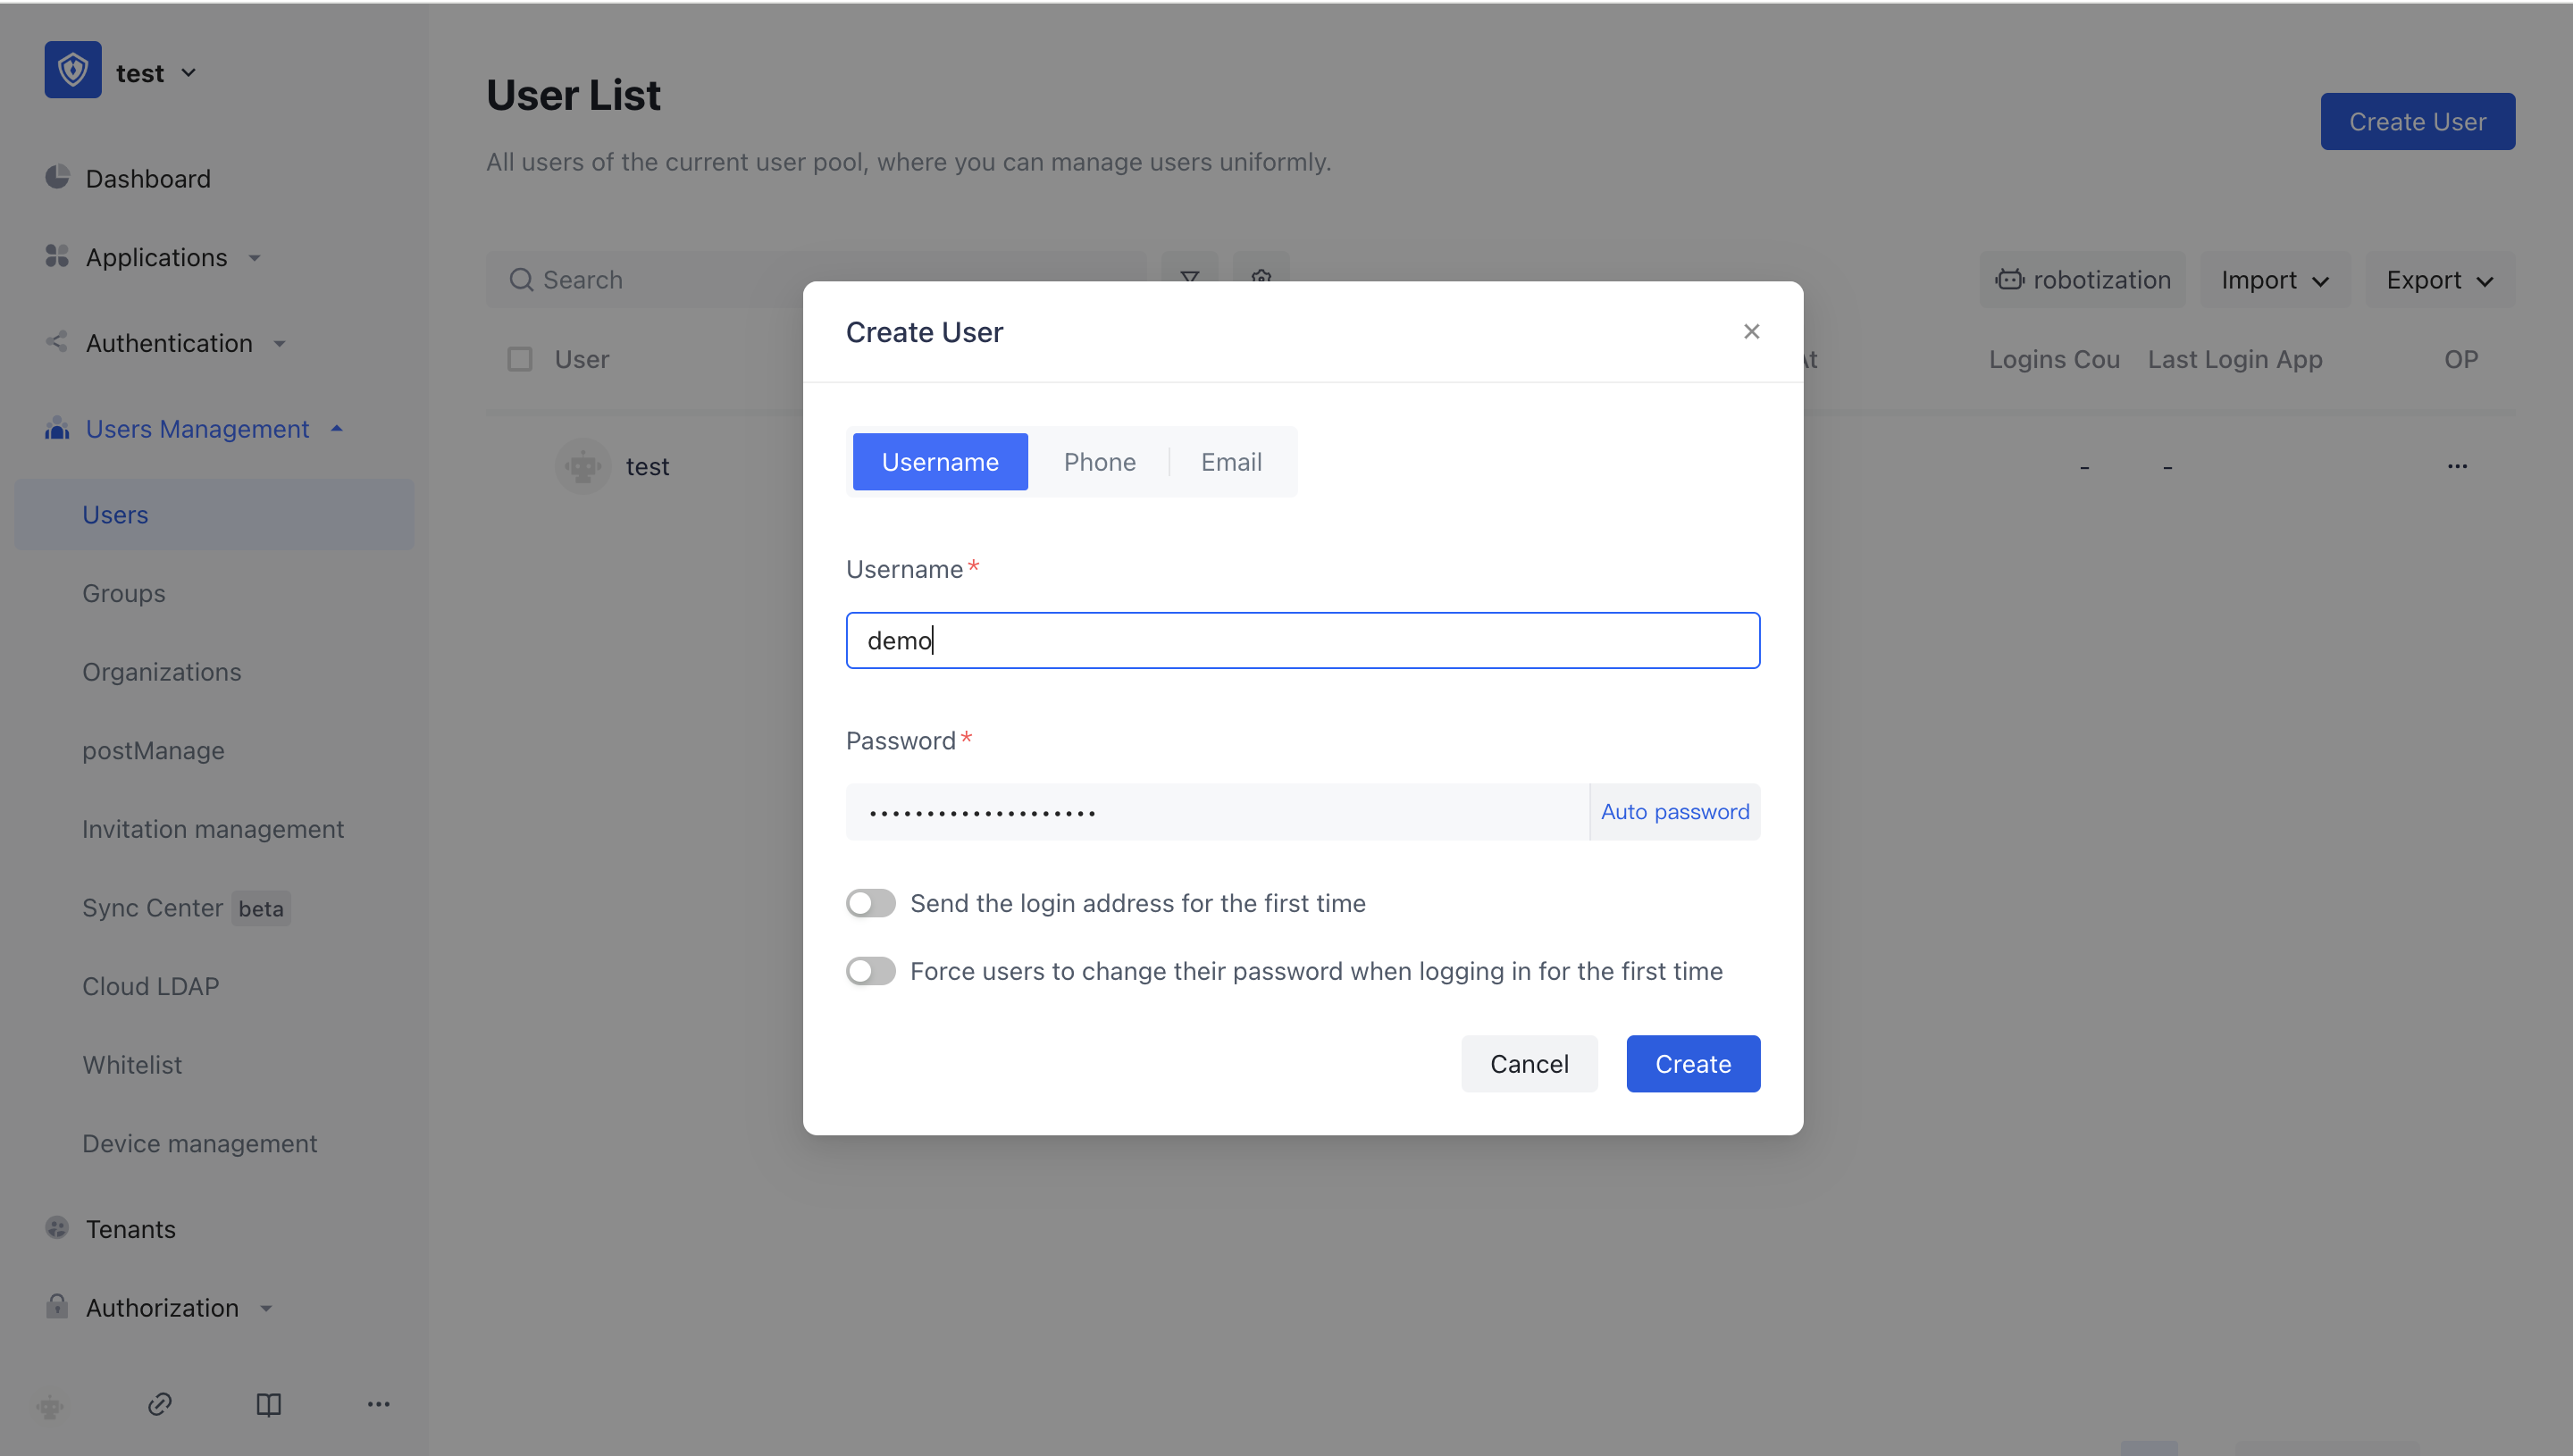 test
Dashboard
Applications
Authentication
Users Management
Users
Groups
Organizations
postManage
Invitation management
Sync Center beta
Cloud LDAP
Whitelist
Device management
Tenants
Authorization
User List
Create User
All users of the current user pool, where you can manage users uniformly.
Search
robotization
Import
Export
User
Logins Cou
Last Login App
OP
test
-
-
...
Create User
Username
Phone
Email
Username*
demo
Password*
•••••••••••••••••••
Auto password
Send the login address for the first time
Force users to change their password when logging in for the first time
Cancel
Create